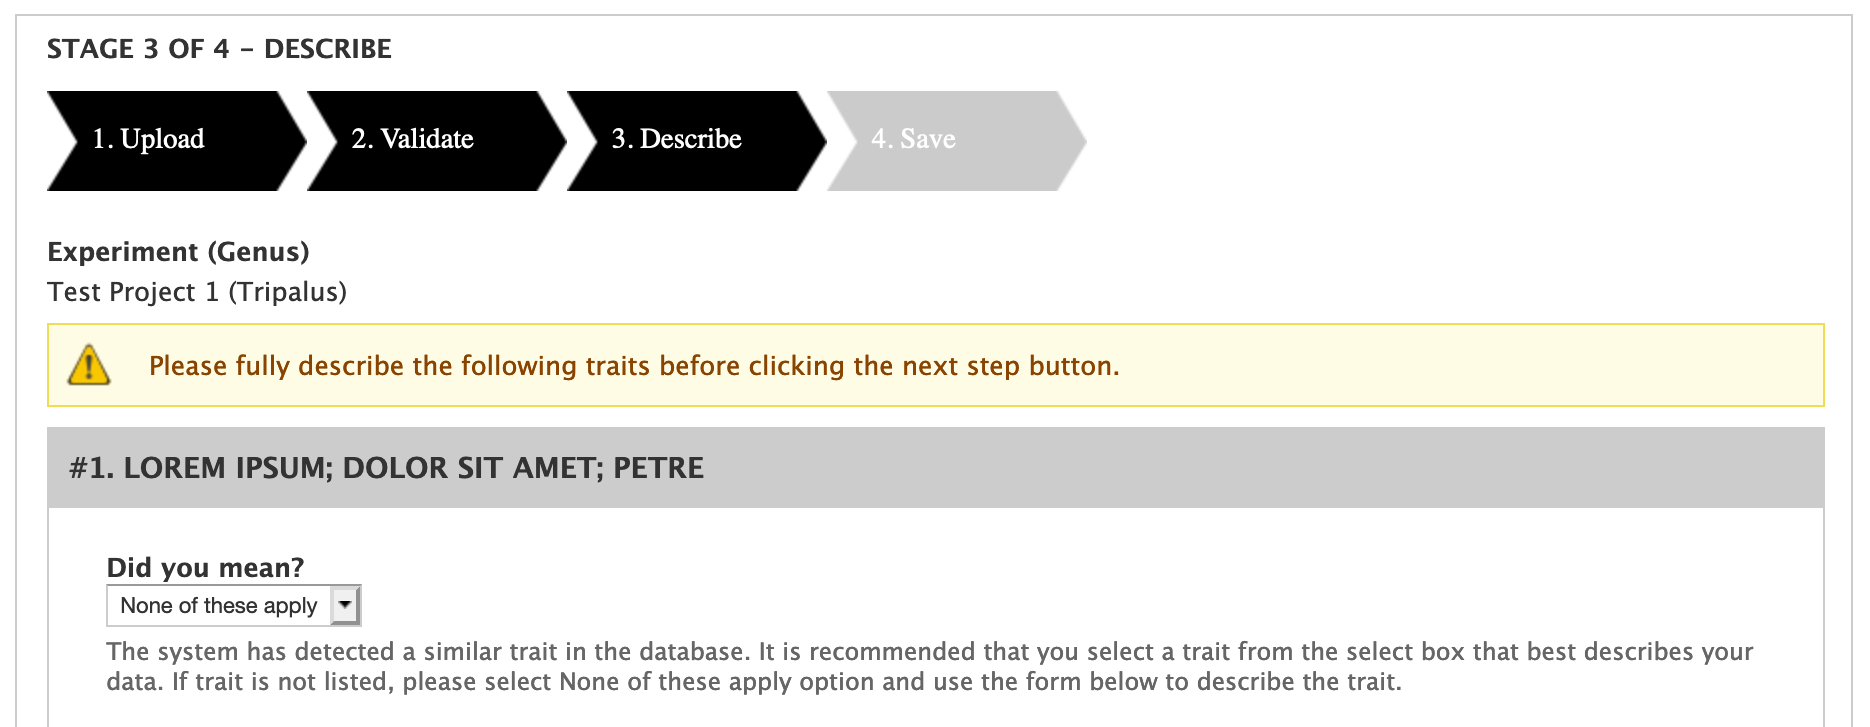 STAGE 3 OF 4 – DESCRIBE
1. Upload
2. Validate
3. Describe
4. Save
Experiment (Genus)
Test Project 1 (Tripalus)
Please fully describe the following traits before clicking the next step button.
#1. LOREM IPSUM; DOLOR SIT AMET; PETRE
Did you mean?
None of these apply
The system has detected a similar trait in the database. It is recommended that you select a trait from the select box that best describes your
data. If trait is not listed, please select None of these apply option and use the form below to describe the trait.